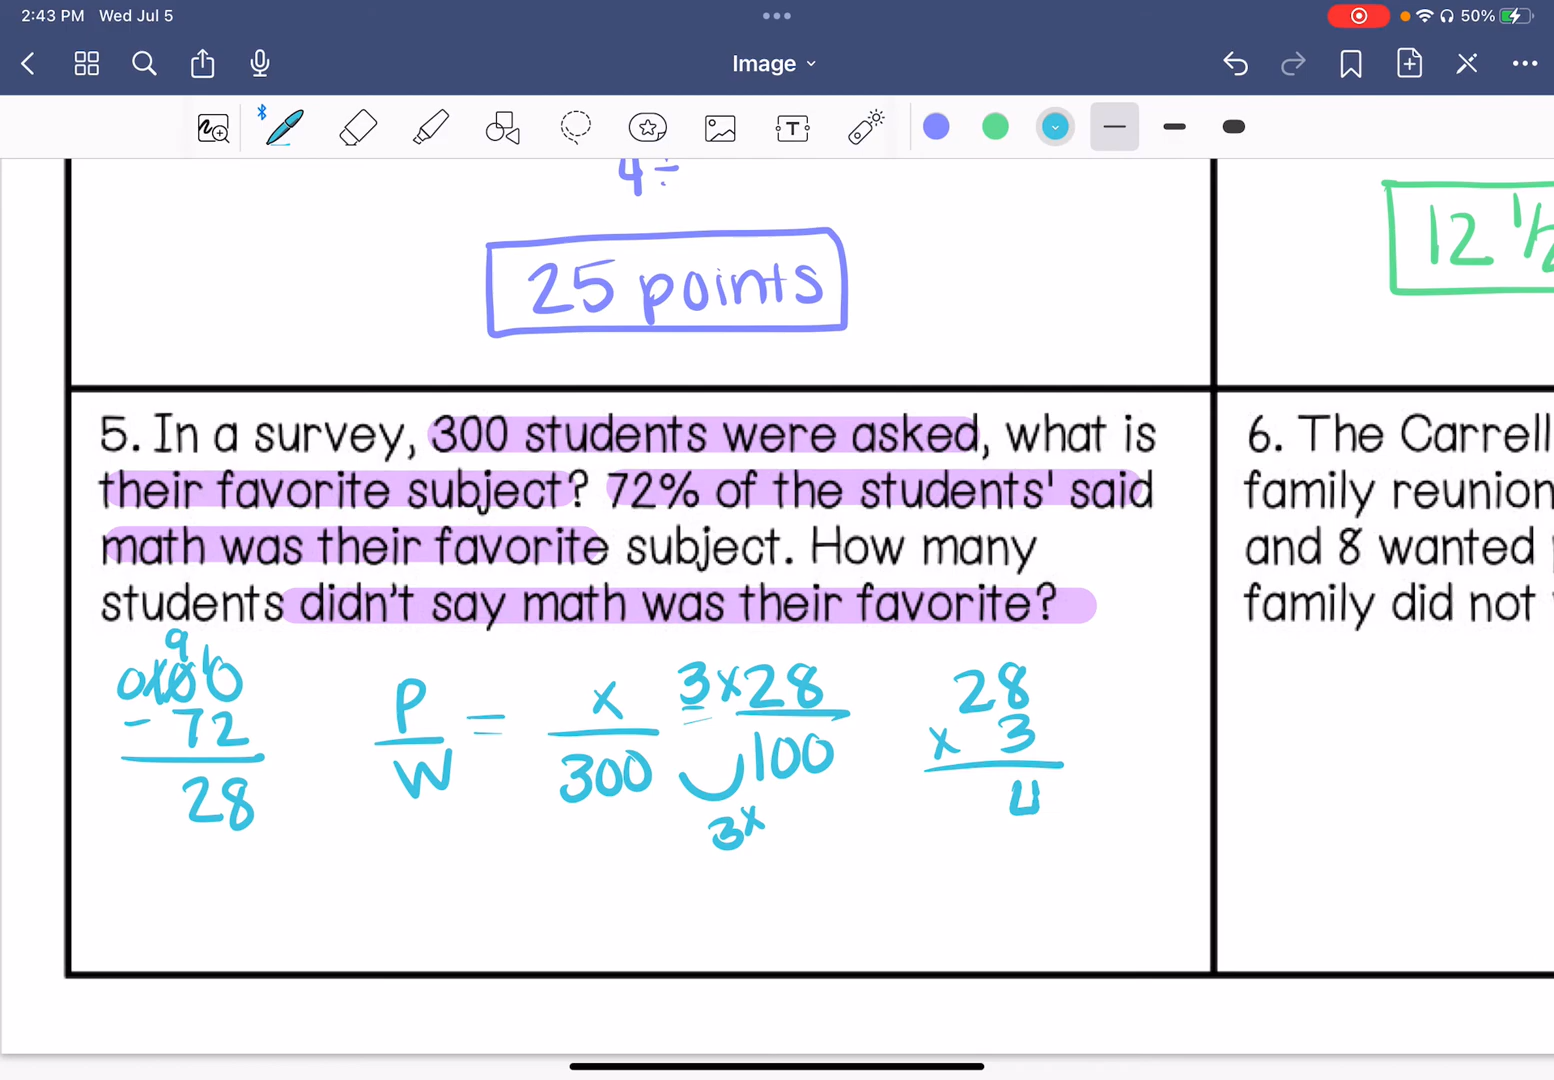 2:43 PM Wed Jul 5
50%
Image
T
4 ÷
25 points
12 1/2
5. In a survey, 300 students were asked, what is
their favorite subject? 72% of the students' said
math was their favorite subject. How many
students didn't say math was their favorite?
6. The Carrell
family reunion
and 8 wanted
family did not
9
0 10 0 10
- 72
28
P
W
=
x
300
3 x 28
100
3x
28
x 3
4